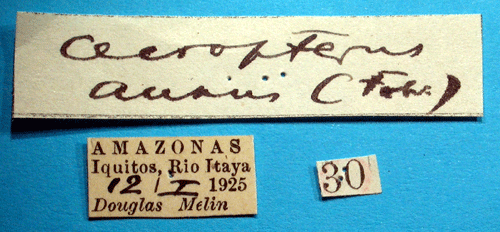 Cecropterus
aunus (Fabr.)
AMAZONAS
Iquitos, Rio Itaya
12 I 1925
Douglas Melin
30